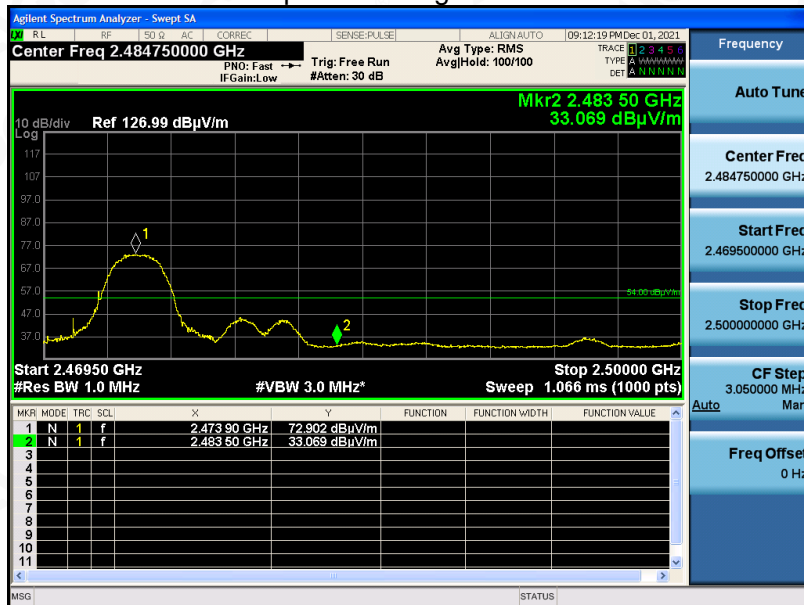 Agilent Spectrum Analyzer - Swept SA
LXI RL RF 50 Ω AC CORREC SENSE:PULSE ALIGN AUTO 09:12:19 PM Dec 01, 2021
Center Freq 2.484750000 GHz
PNO: Fast
IFGain:Low
Trig: Free Run
#Atten: 30 dB
Avg Type: RMS
Avg|Hold: 100/100
TRACE 1 2 3 4 5 6
TYPE A WWWWW
DET A N N N N N
Mkr2 2.483 50 GHz
33.069 dBµV/m
10 dB/div Ref 126.99 dBµV/m
Log
117
107
97.0
87.0
77.0
67.0
57.0
47.0
37.0
1
2
54.00 dBµV/m
Start 2.46950 GHz Stop 2.50000 GHz
#Res BW 1.0 MHz #VBW 3.0 MHz* Sweep 1.066 ms (1000 pts)
MKR MODE TRC SCL X Y FUNCTION FUNCTION WIDTH FUNCTION VALUE
1 N 1 f 2.473 90 GHz 72.902 dBµV/m
2 N 1 f 2.483 50 GHz 33.069 dBµV/m
3
4
5
6
7
8
9
10
11
MSG STATUS
Frequency
Auto Tune
Center Freq
2.484750000 GHz
Start Freq
2.469500000 GHz
Stop Freq
2.500000000 GHz
CF Step
3.050000 MHz
Auto Man
Freq Offset
0 Hz